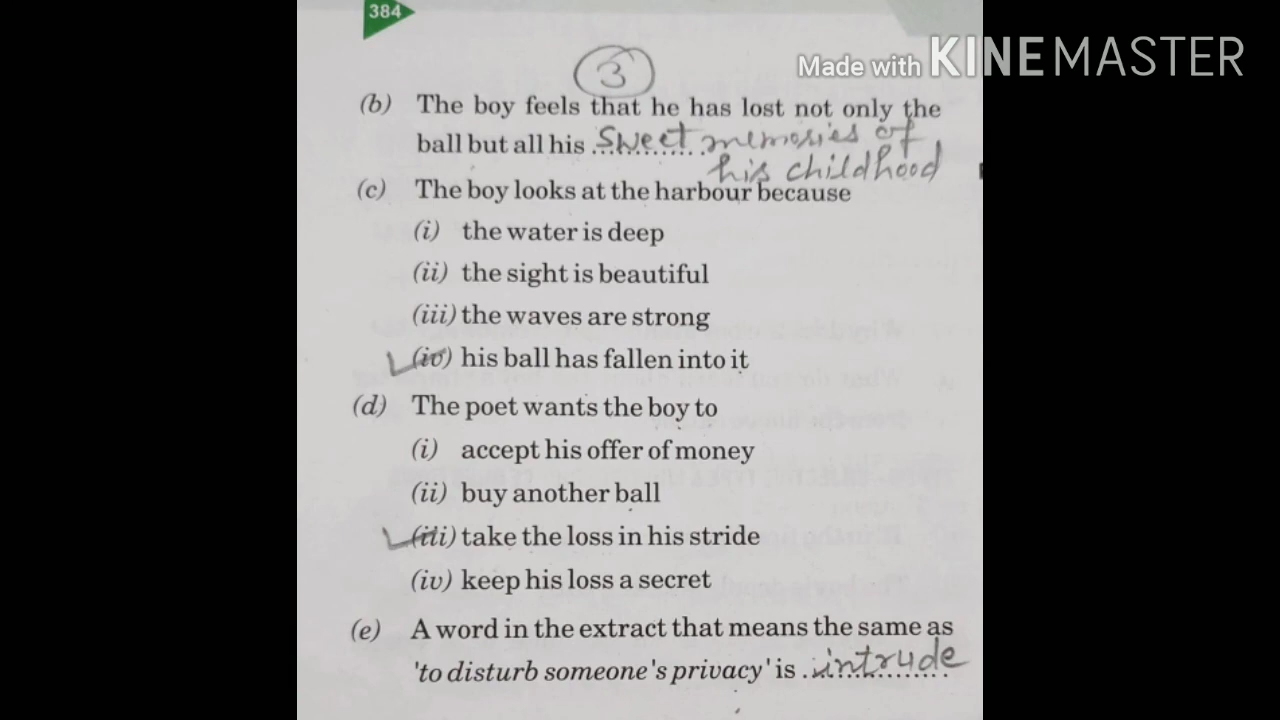 384
Made with KINEMASTER
3
(b) The boy feels that he has lost not only the
ball but all his sweet memories of
his childhood
(c) The boy looks at the harbour because
(i) the water is deep
(ii) the sight is beautiful
(iii) the waves are strong
(iv) his ball has fallen into it
(d) The poet wants the boy to
(i) accept his offer of money
(ii) buy another ball
(iii) take the loss in his stride
(iv) keep his loss a secret
(e) A word in the extract that means the same as
'to disturb someone's privacy' is ..intrude